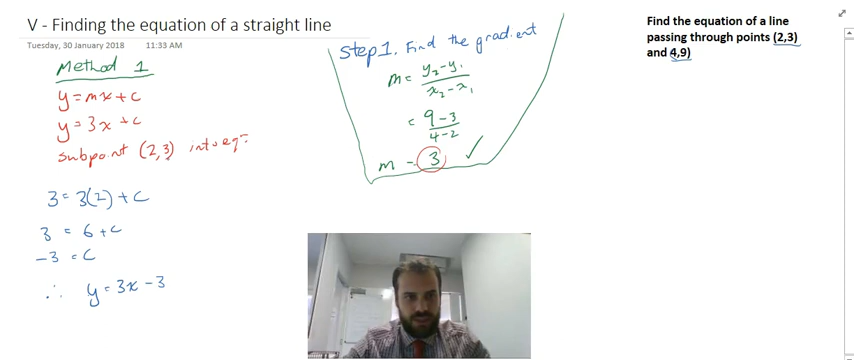 V - Finding the equation of a straight line
Tuesday, 30 January 2018 11:33 AM
Method 1
y = mx + c
y = 3x + c
sub point (2,3) into eq=
3 = 3(2) + c
3 = 6 + c
-3 = c
∴ y = 3x - 3
Step 1. Find the gradient
m = y₂ - y₁ / x₂ - x₁
= 9 - 3 / 4 - 2
m = 3 ✓
Find the equation of a line
passing through points (2,3)
and 4,9)